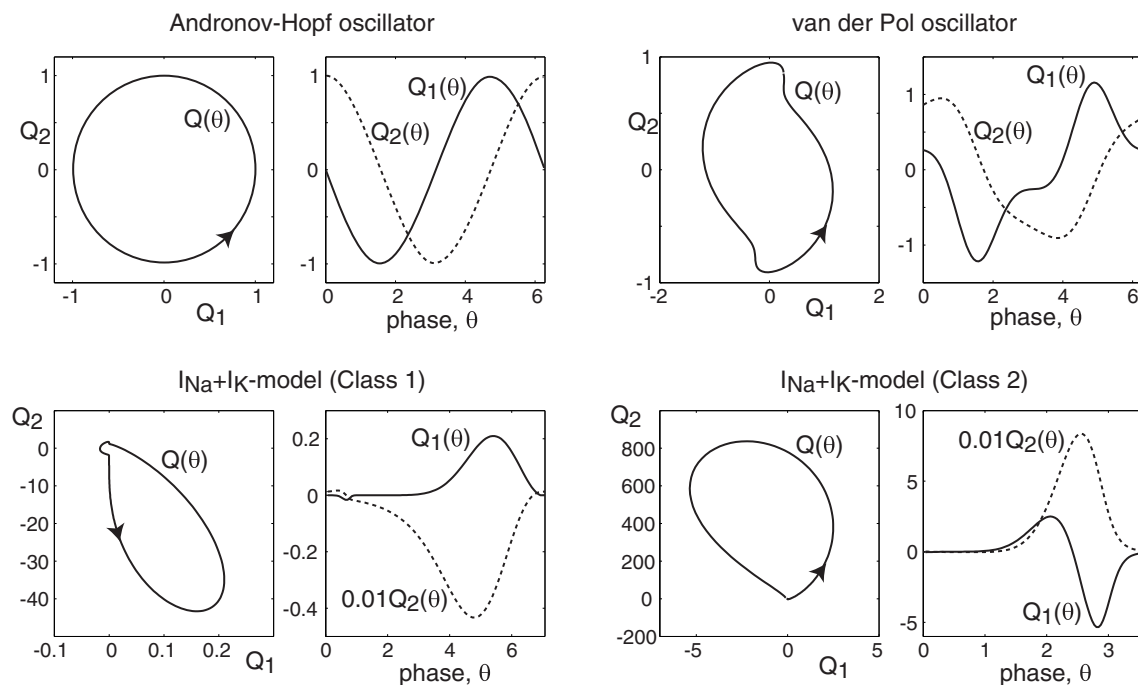 Andronov-Hopf oscillator
1
0
-1
Q2
Q(θ)
-1 0 1
Q1
1
0
-1
Q1(θ)
Q2(θ)
0 2 4 6
phase, θ
van der Pol oscillator
1
0
-1
Q2
Q(θ)
-2 0 2
Q1
1
0
-1
Q1(θ)
Q2(θ)
0 2 4 6
phase, θ
INa+IK-model (Class 1)
Q2
0
-10
-20
-30
-40
Q(θ)
-0.1 0 0.1 0.2
Q1
0.2
0
-0.2
-0.4
Q1(θ)
0.01Q2(θ)
0 2 4 6
phase, θ
INa+IK-model (Class 2)
Q2
800
600
400
200
0
-200
Q(θ)
-5 0 5
Q1
10
5
0
-5
0.01Q2(θ)
Q1(θ)
0 1 2 3
phase, θ